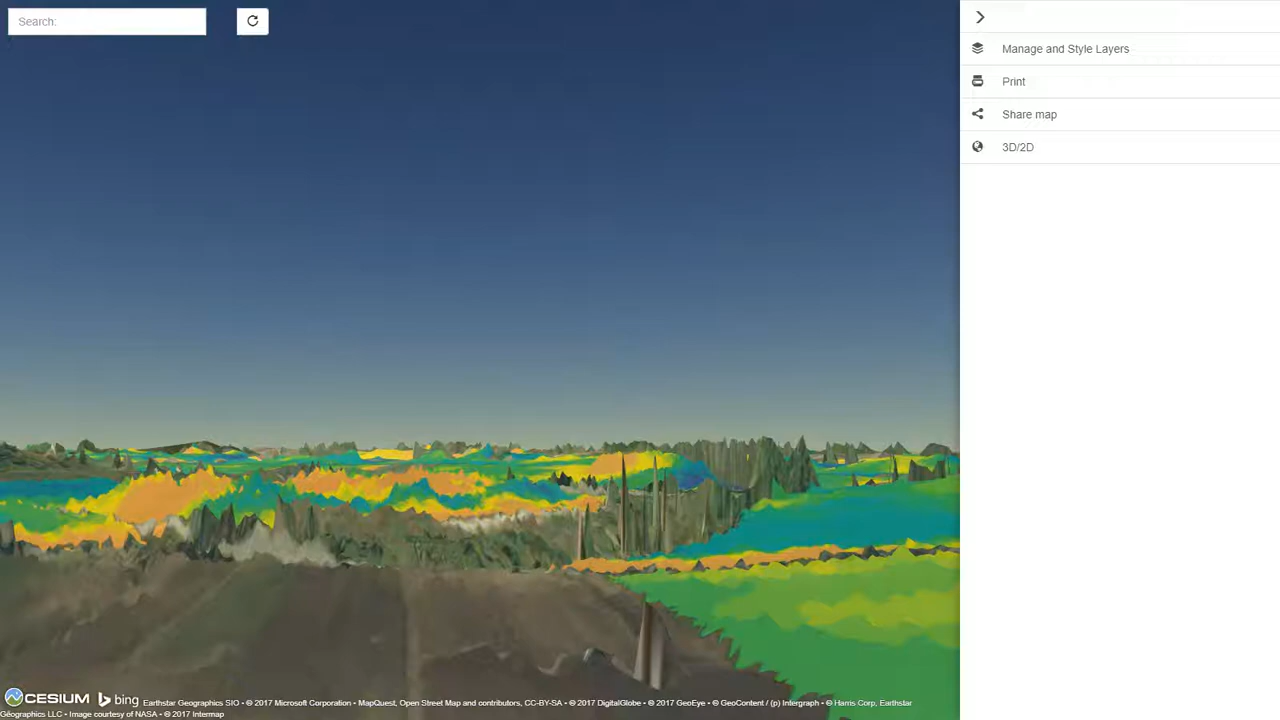 Search:
Manage and Style Layers
Print
Share map
3D/2D
CESIUM bing Earthstar Geographics SIO • © 2017 Microsoft Corporation • MapQuest, Open Street Map and contributors, CC-BY-SA • © 2017 DigitalGlobe • © 2017 GeoEye • © GeoContent / (p) Intergraph • © Harris Corp, Earthstar
Geographics LLC • Image courtesy of NASA • © 2017 Intermap